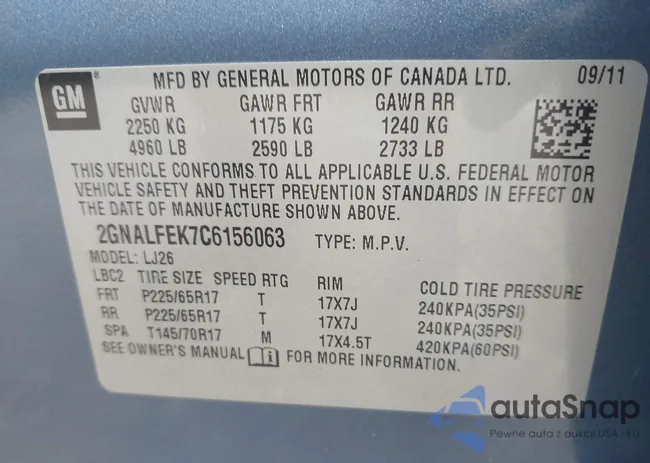 GM ® MFD BY GENERAL MOTORS OF CANADA LTD. 09/11
GVWR GAWR FRT GAWR RR
2250 KG 1175 KG 1240 KG
4960 LB 2590 LB 2733 LB
THIS VEHICLE CONFORMS TO ALL APPLICABLE U.S. FEDERAL MOTOR
VEHICLE SAFETY AND THEFT PREVENTION STANDARDS IN EFFECT ON
THE DATE OF MANUFACTURE SHOWN ABOVE.
2GNALFEK7C6156063 TYPE: M.P.V.
MODEL: LJ26
LBC2 TIRE SIZE SPEED RTG RIM COLD TIRE PRESSURE
FRT P225/65R17 T 17X7J 240KPA(35PSI)
RR P225/65R17 T 17X7J 240KPA(35PSI)
SPA T145/70R17 M 17X4.5T 420KPA(60PSI)
SEE OWNER'S MANUAL i FOR MORE INFORMATION.
autaSnap
Pewne auta z aukcji USA - EU